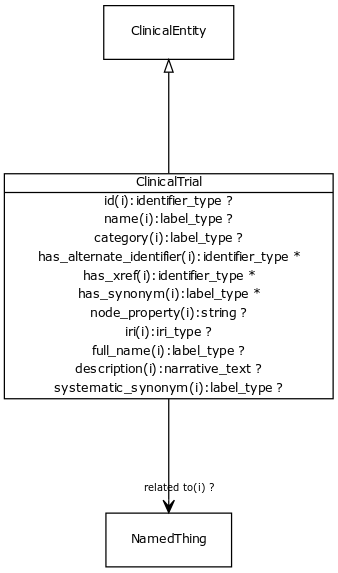 ClinicalEntity
ClinicalTrial
id(i):identifier_type ?
name(i):label_type ?
category(i):label_type ?
has_alternate_identifier(i):identifier_type *
has_xref(i):identifier_type *
has_synonym(i):label_type *
node_property(i):string ?
iri(i):iri_type ?
full_name(i):label_type ?
description(i):narrative_text ?
systematic_synonym(i):label_type ?
related to(i) ?
NamedThing